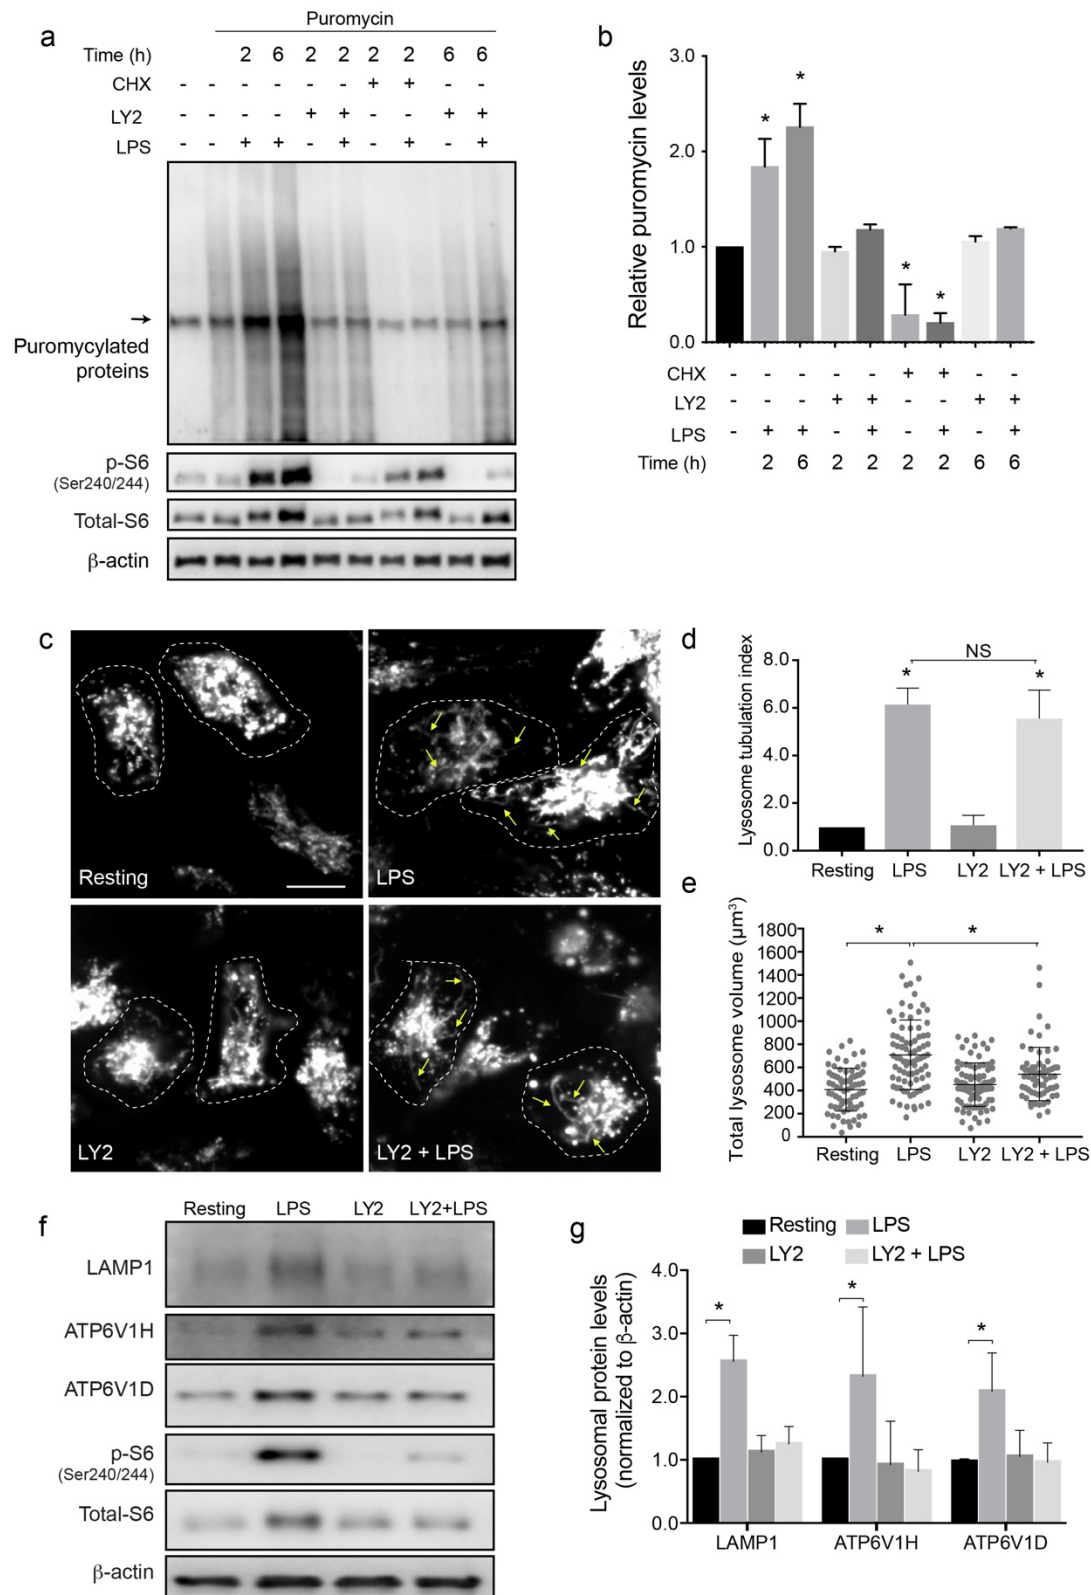 a
Puromycin
Time (h) 2 6 2 2 2 2 6 6
CHX - - - - - - + + - -
LY2 - - - - + + - - + +
LPS - - + + - + - + - +
Puromycylated
proteins
p-S6
(Ser240/244)
Total-S6
β-actin
b
Relative puromycin levels
3.0
2.0
1.0
0.0
* * * *
CHX - - - - - + + - -
LY2 - - - + + - - + +
LPS - + + - + - + - +
Time (h) 2 6 2 2 2 2 6 6
c
Resting
LPS
LY2
LY2 + LPS
d
Lysosome tubulation index
8.0
6.0
4.0
2.0
0.0
NS
* *
Resting LPS LY2 LY2 + LPS
e
Total lysosome volume (μm³)
1800
1600
1400
1200
1000
800
600
400
200
0
* *
Resting LPS LY2 LY2 + LPS
f
Resting LPS LY2 LY2+LPS
LAMP1
ATP6V1H
ATP6V1D
p-S6
(Ser240/244)
Total-S6
β-actin
g
Resting LPS
LY2 LY2 + LPS
Lysosomal protein levels
(normalized to β-actin)
4.0
3.0
2.0
1.0
0.0
* * *
LAMP1 ATP6V1H ATP6V1D